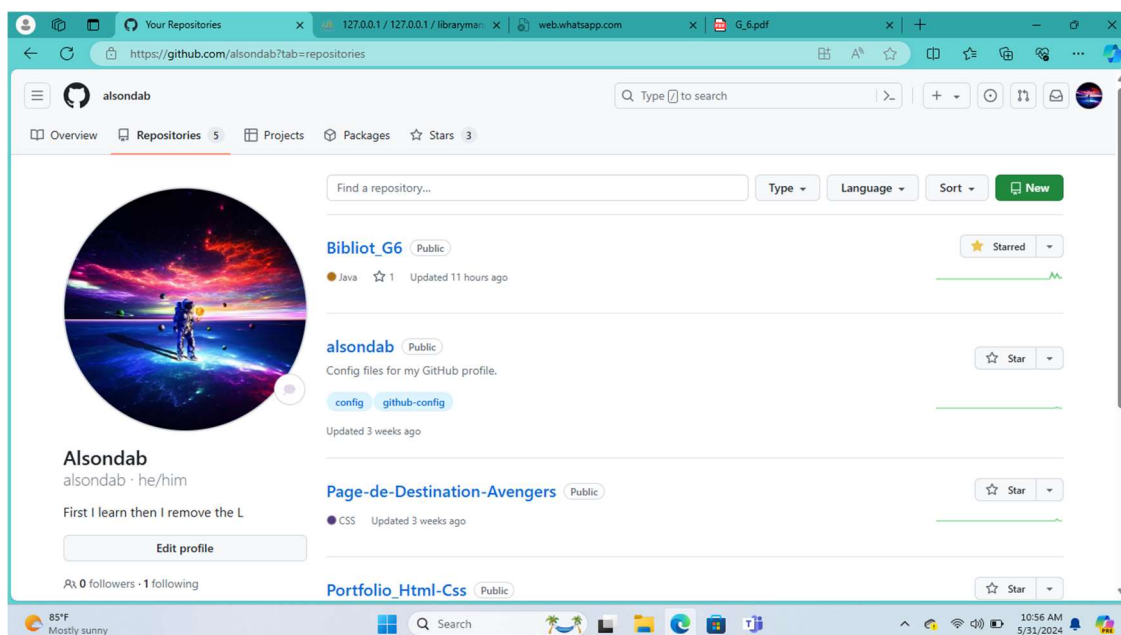 Your Repositories
127.0.0.1 / 127.0.0.1 / libraryman
web.whatsapp.com
G_6.pdf
https://github.com/alsondab?tab=repositories
alsondab
Type / to search
Overview
Repositories 5
Projects
Packages
Stars 3
Find a repository...
Type
Language
Sort
New
Bibliot_G6 Public
Starred
Java 1 Updated 11 hours ago
alsondab Public
Star
Config files for my GitHub profile.
config github-config
Updated 3 weeks ago
Page-de-Destination-Avengers Public
Star
CSS Updated 3 weeks ago
Portfolio_Html-Css Public
Star
Alsondab
alsondab · he/him
First I learn then I remove the L
Edit profile
0 followers · 1 following
85°F
Mostly sunny
Search
10:56 AM
5/31/2024
PRE